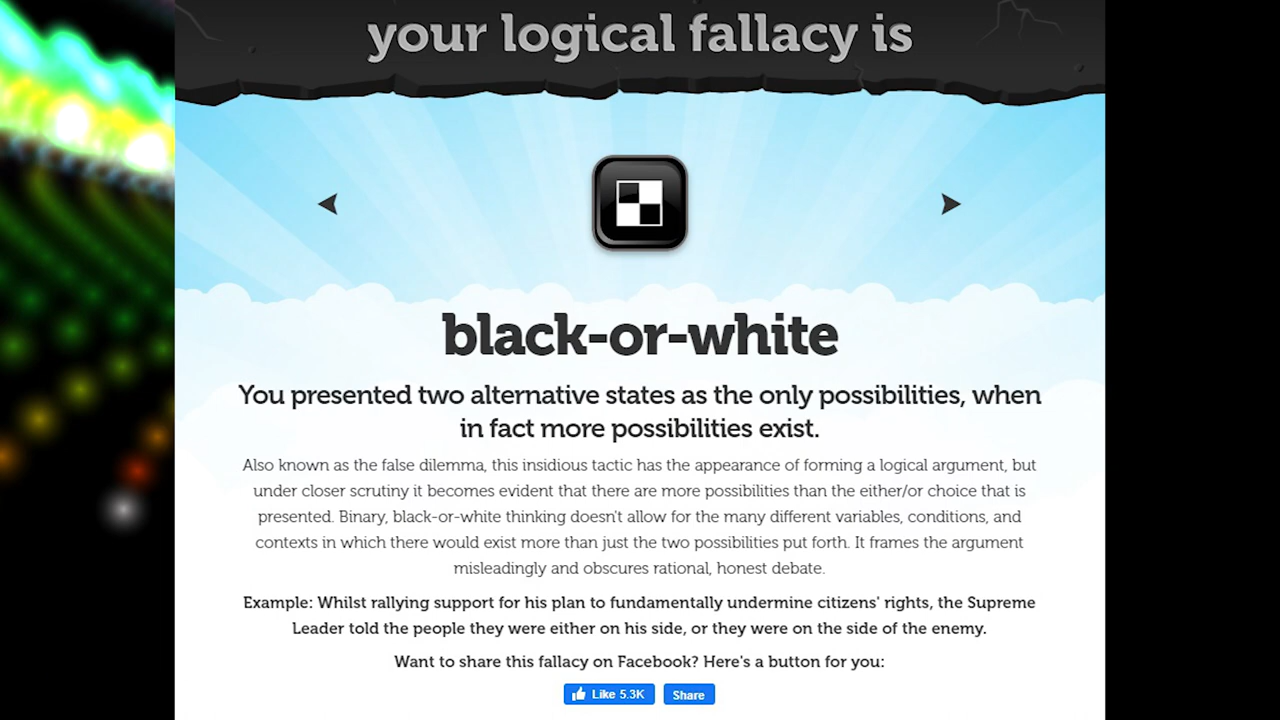 your logical fallacy is
black-or-white
You presented two alternative states as the only possibilities, when
in fact more possibilities exist.
Also known as the false dilemma, this insidious tactic has the appearance of forming a logical argument, but
under closer scrutiny it becomes evident that there are more possibilities than the either/or choice that is
presented. Binary, black-or-white thinking doesn't allow for the many different variables, conditions, and
contexts in which there would exist more than just the two possibilities put forth. It frames the argument
misleadingly and obscures rational, honest debate.
Example: Whilst rallying support for his plan to fundamentally undermine citizens' rights, the Supreme
Leader told the people they were either on his side, or they were on the side of the enemy.
Want to share this fallacy on Facebook? Here's a button for you:
Like 5.3K Share